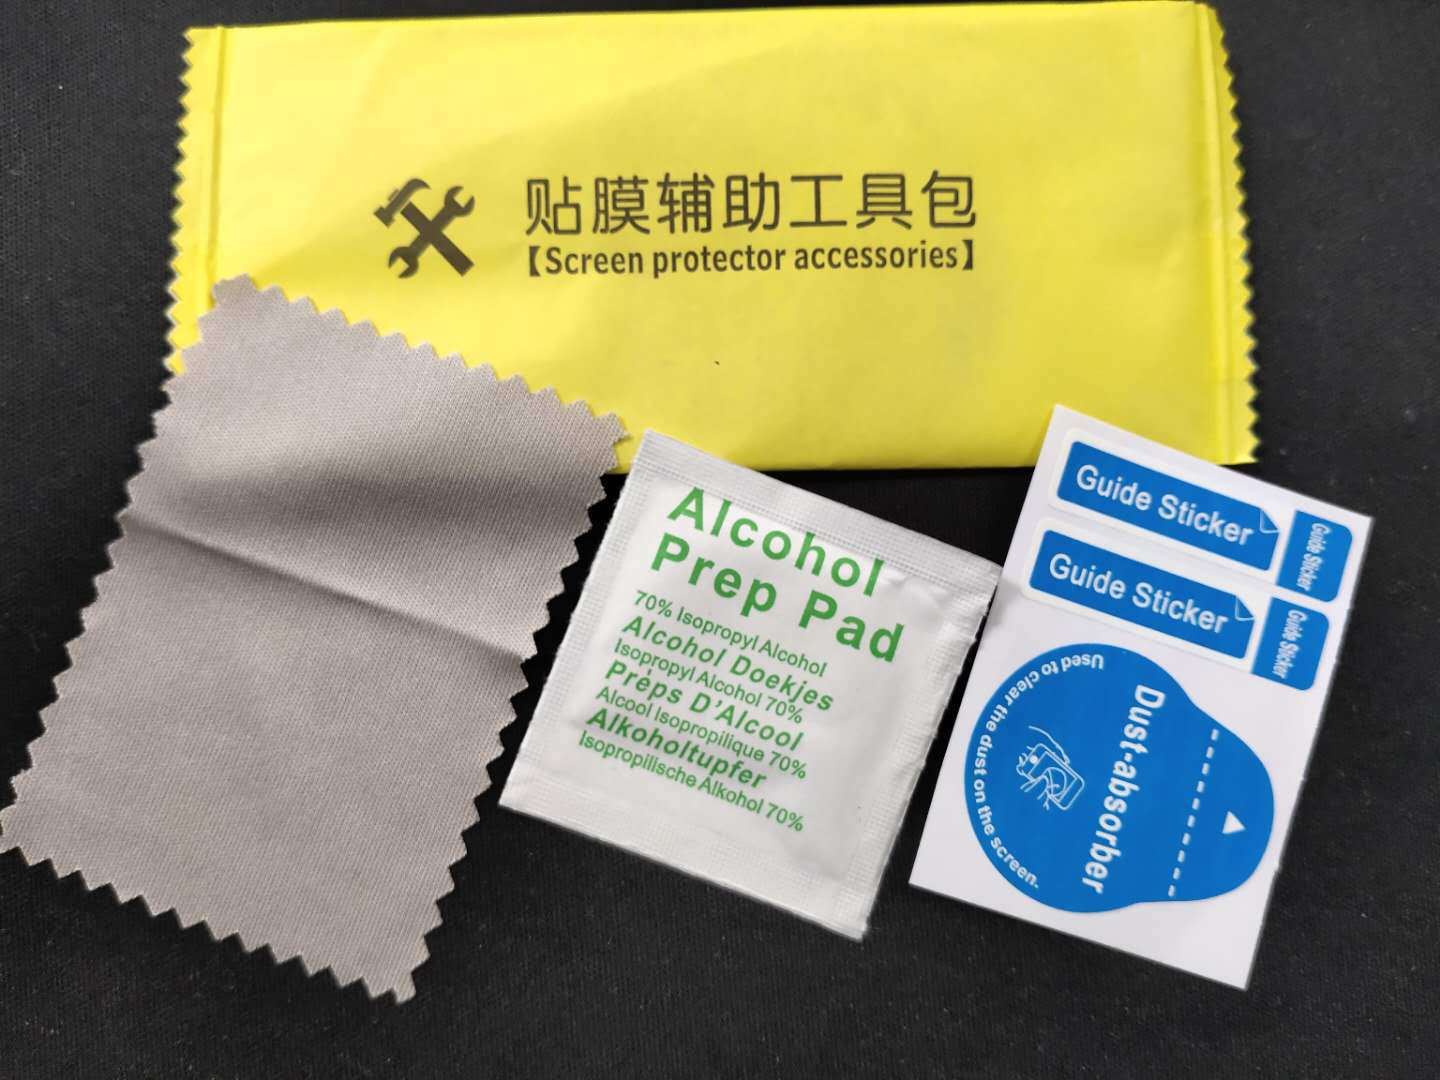 贴膜辅助工具包
【Screen protector accessories】
Alcohol
Prep Pad
70% Isopropyl Alcohol
Alcohol Doekjes
Isopropyl Alcohol 70%
Préps D'Alcool
Alcool Isopropilique 70%
Alkoholtupfer
Isopropilische Alkohol 70%
Guide Sticker
Guide Sticker
Guide Sticker
Guide Sticker
Dust-absorber
Used to clear the dust on the screen.